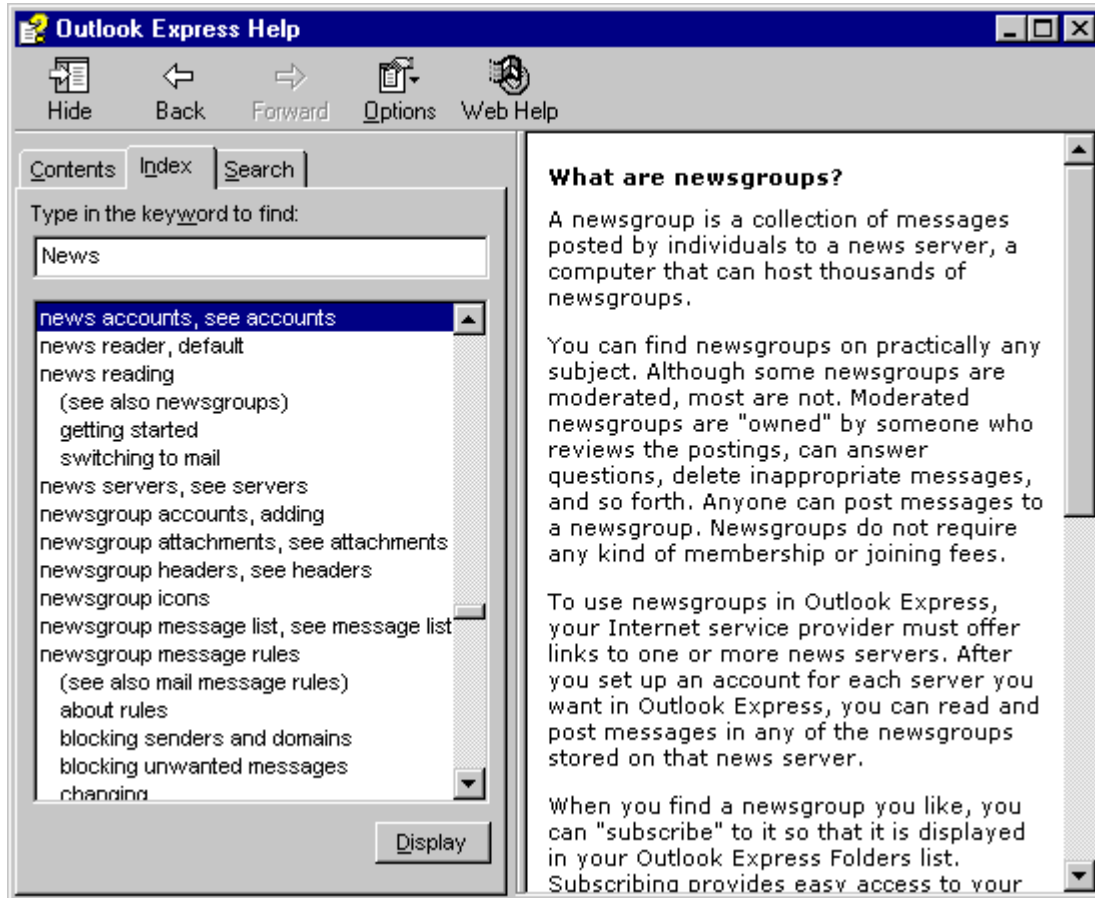 Outlook Express Help
Hide Back Forward Options Web Help
Contents Index Search
Type in the keyword to find:
News
news accounts, see accounts
news reader, default
news reading
(see also newsgroups)
getting started
switching to mail
news servers, see servers
newsgroup accounts, adding
newsgroup attachments, see attachments
newsgroup headers, see headers
newsgroup icons
newsgroup message list, see message list
newsgroup message rules
(see also mail message rules)
about rules
blocking senders and domains
blocking unwanted messages
changing
Display
What are newsgroups?
A newsgroup is a collection of messages
posted by individuals to a news server, a
computer that can host thousands of
newsgroups.
You can find newsgroups on practically any
subject. Although some newsgroups are
moderated, most are not. Moderated
newsgroups are "owned" by someone who
reviews the postings, can answer
questions, delete inappropriate messages,
and so forth. Anyone can post messages to
a newsgroup. Newsgroups do not require
any kind of membership or joining fees.
To use newsgroups in Outlook Express,
your Internet service provider must offer
links to one or more news servers. After
you set up an account for each server you
want in Outlook Express, you can read and
post messages in any of the newsgroups
stored on that news server.
When you find a newsgroup you like, you
can "subscribe" to it so that it is displayed
in your Outlook Express Folders list.
Subscribing provides easy access to your